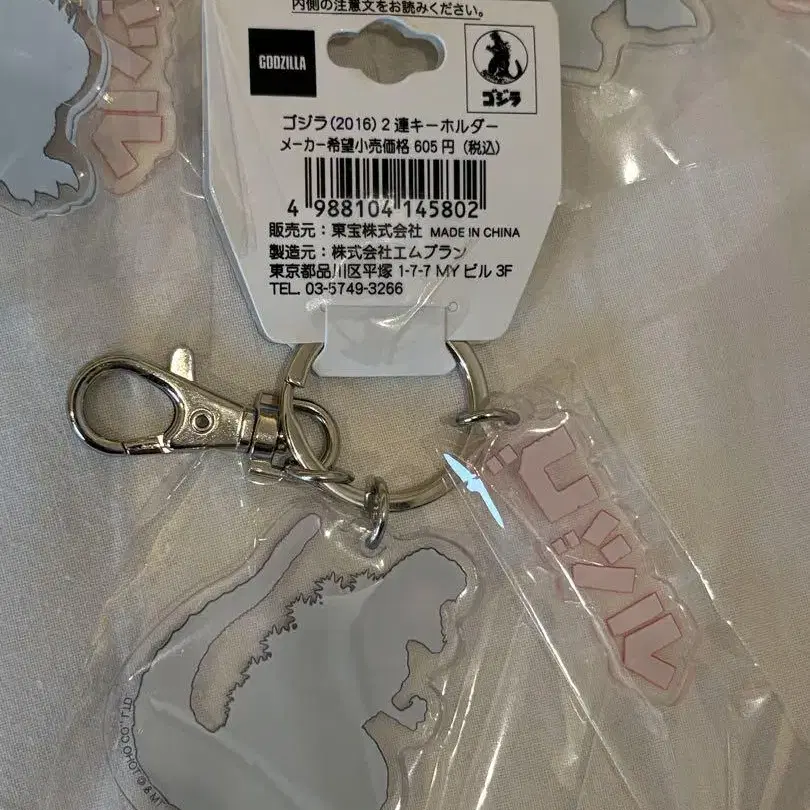 内側の注意文をお読みください。
GODZILLA
ゴジラ
ゴジラ(2016)2連キーホルダー
メーカー希望小売価格 605円(税込)
4 988104 145802
販売元:東宝株式会社 MADE IN CHINA
製造元:株式会社エムプラン
東京都品川区平塚 1-7-7 MYビル 3F
TEL. 03-5749-3266